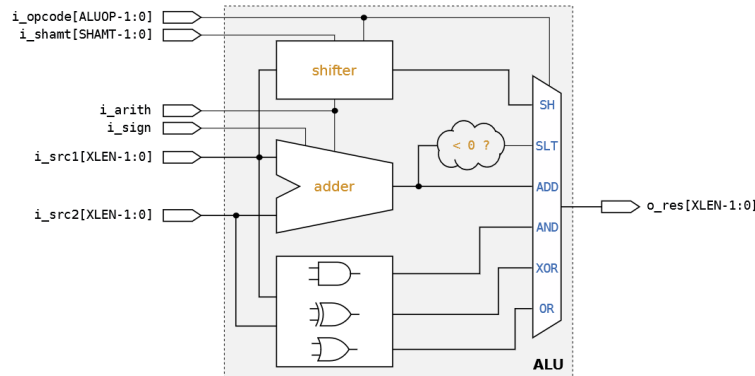 i_opcode[ALUOP-1:0]
i_shamt[SHAMT-1:0]
shifter
SH
i_arith
i_sign
< 0 ?
SLT
i_src1[XLEN-1:0]
adder
ADD
i_src2[XLEN-1:0]
o_res[XLEN-1:0]
AND
XOR
OR
ALU